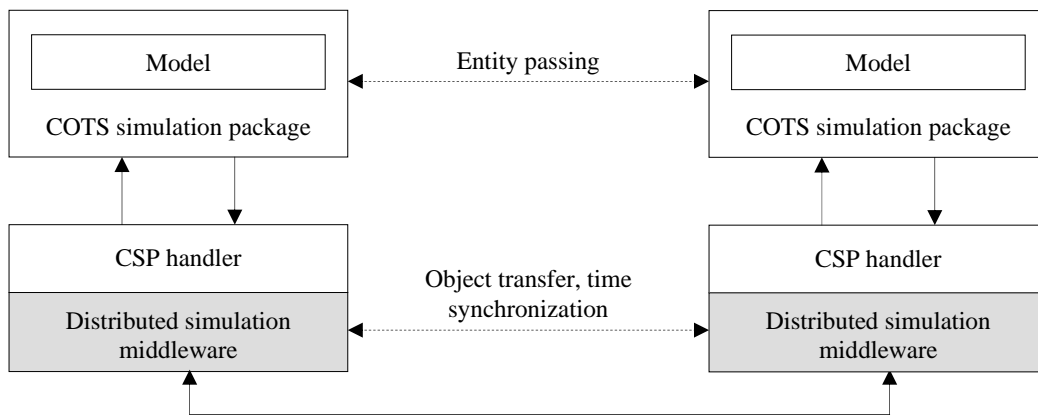 Model
Entity passing
Model
COTS simulation package
COTS simulation package
CSP handler
CSP handler
Object transfer, time
synchronization
Distributed simulation
middleware
Distributed simulation
middleware